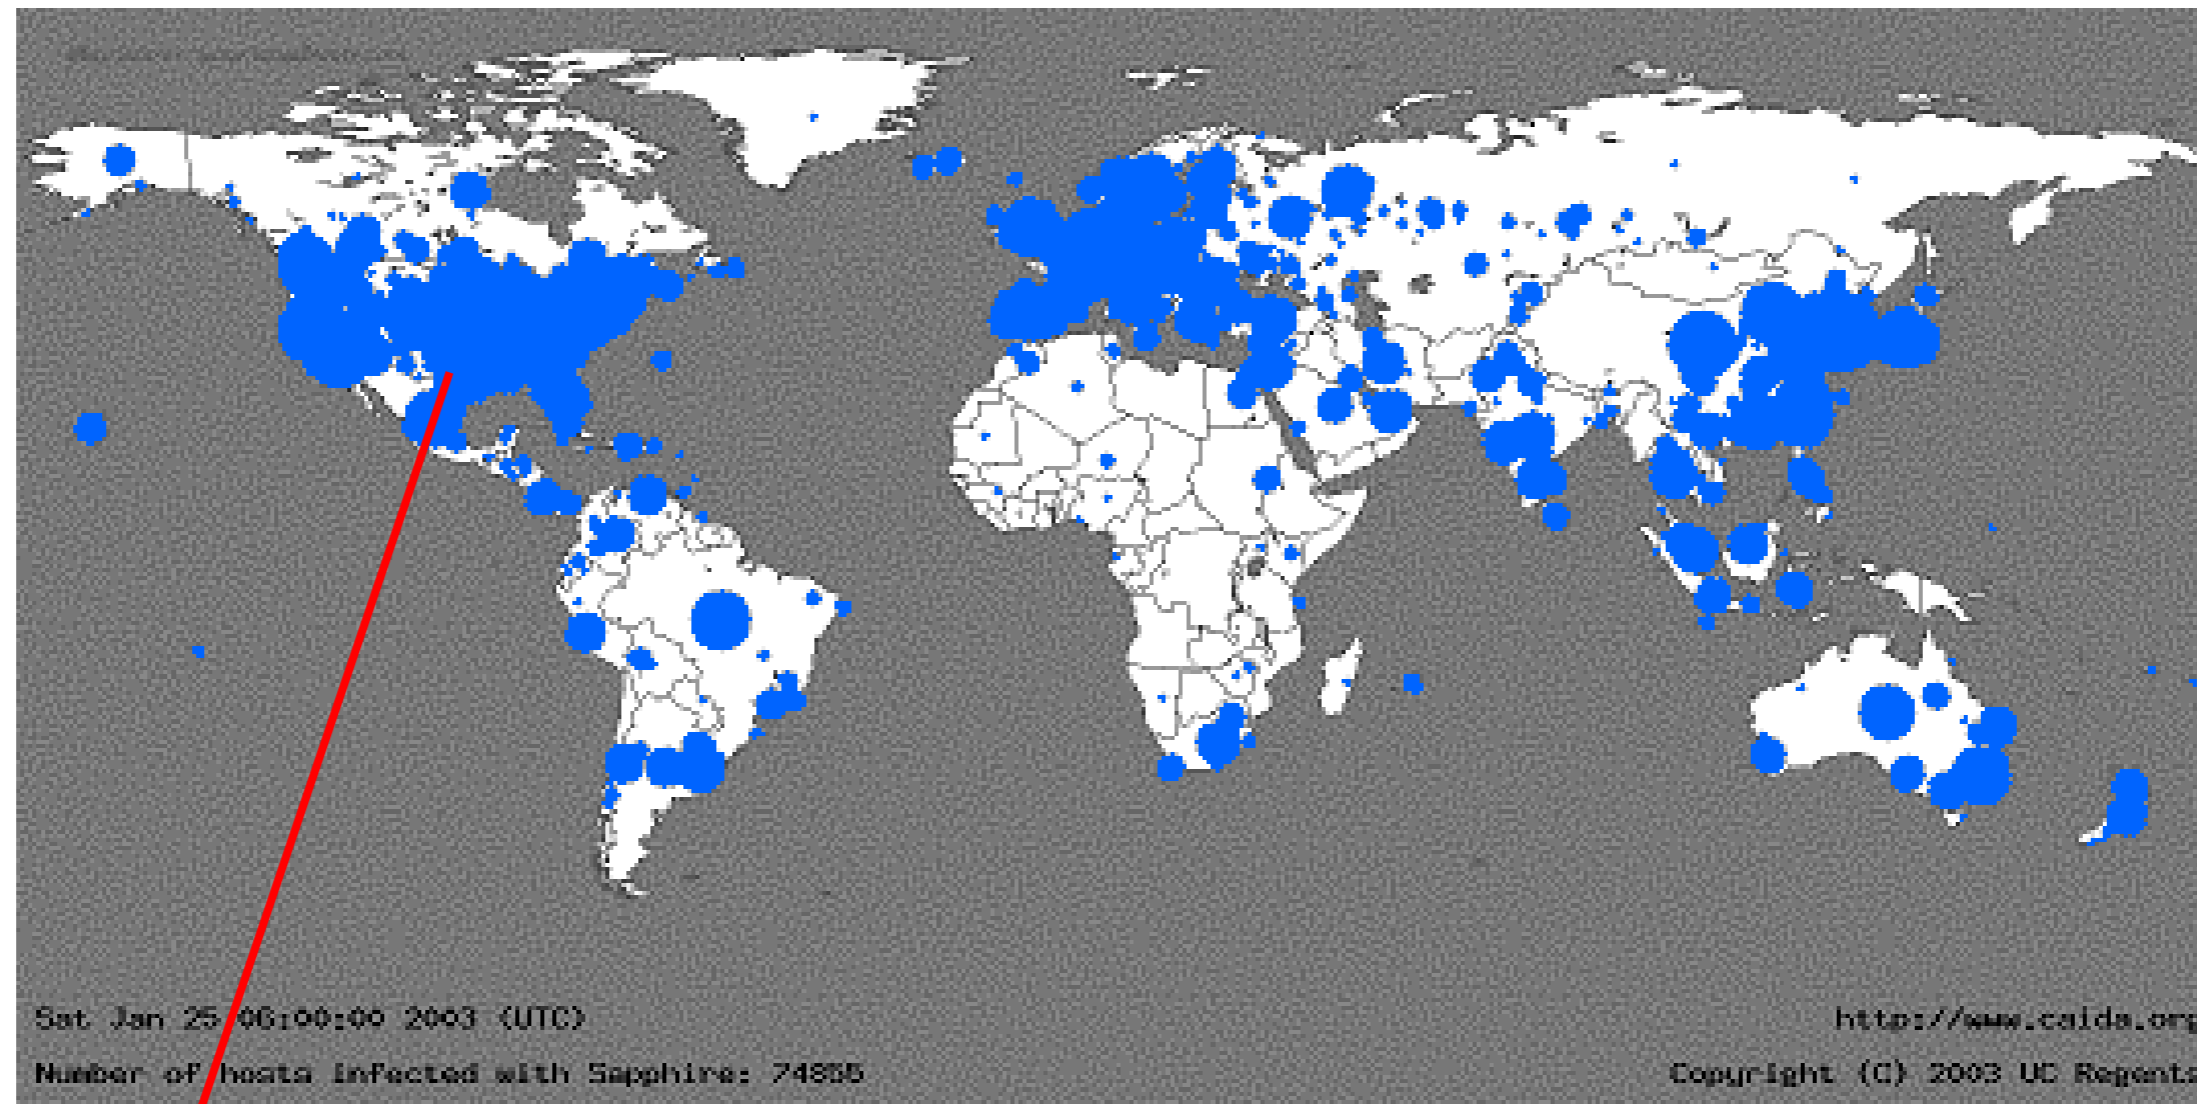 Sat Jan 25 06:00:00 2003 (UTC)
http://www.caida.org
Number of hosts infected with Sapphire: 74855
Copyright (C) 2003 UC Regents